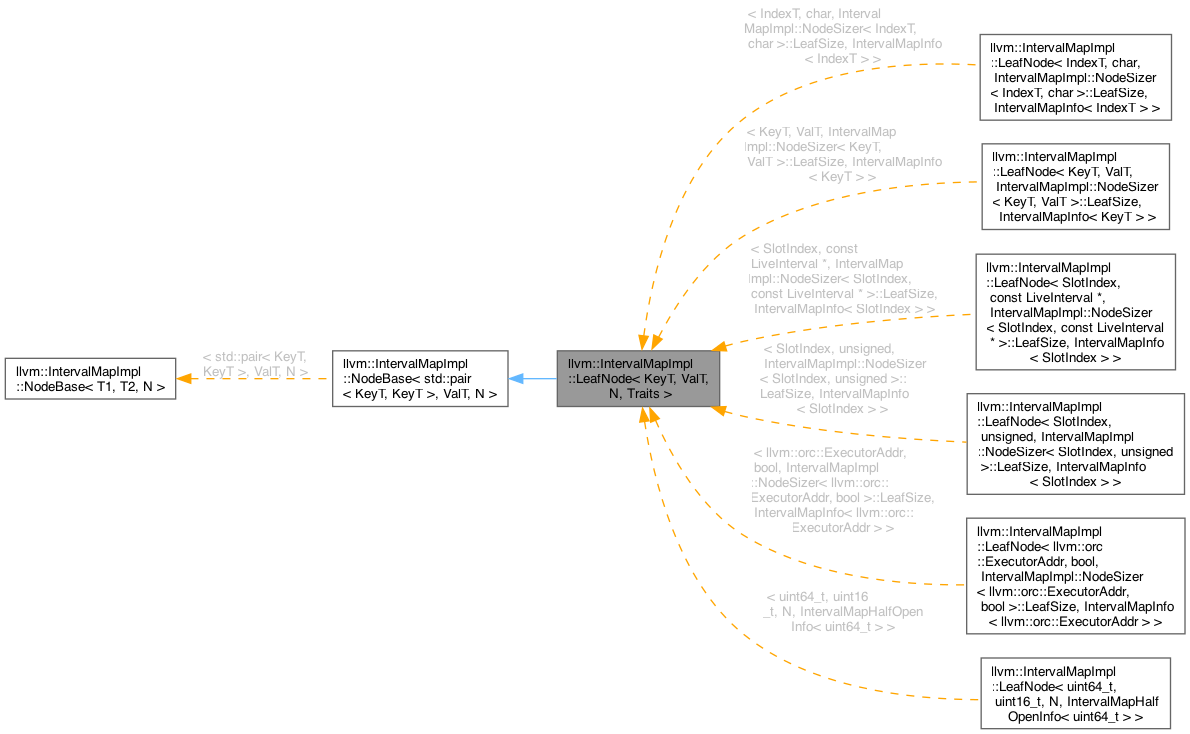 < IndexT, char, Interval
MapImpl::NodeSizer< IndexT,
char >::LeafSize, IntervalMapInfo
< IndexT > >
llvm::IntervalMapImpl
::LeafNode< IndexT, char,
IntervalMapImpl::NodeSizer
< IndexT, char >::LeafSize,
IntervalMapInfo< IndexT > >
< KeyT, ValT, IntervalMap
Impl::NodeSizer< KeyT,
ValT >::LeafSize, IntervalMapInfo
< KeyT > >
llvm::IntervalMapImpl
::LeafNode< KeyT, ValT,
IntervalMapImpl::NodeSizer
< KeyT, ValT >::LeafSize,
IntervalMapInfo< KeyT > >
< SlotIndex, const
LiveInterval *, IntervalMap
Impl::NodeSizer< SlotIndex,
const LiveInterval * >::LeafSize,
IntervalMapInfo< SlotIndex > >
llvm::IntervalMapImpl
::LeafNode< SlotIndex,
const LiveInterval *,
IntervalMapImpl::NodeSizer
< SlotIndex, const LiveInterval
* >::LeafSize, IntervalMapInfo
< SlotIndex > >
llvm::IntervalMapImpl
::NodeBase< T1, T2, N >
< std::pair< KeyT,
KeyT >, ValT, N >
llvm::IntervalMapImpl
::NodeBase< std::pair
< KeyT, KeyT >, ValT, N >
llvm::IntervalMapImpl
::LeafNode< KeyT, ValT,
N, Traits >
< SlotIndex, unsigned,
IntervalMapImpl::NodeSizer
< SlotIndex, unsigned >::
LeafSize, IntervalMapInfo
< SlotIndex > >
llvm::IntervalMapImpl
::LeafNode< SlotIndex,
unsigned, IntervalMapImpl
::NodeSizer< SlotIndex, unsigned
>::LeafSize, IntervalMapInfo
< SlotIndex > >
< llvm::orc::ExecutorAddr,
bool, IntervalMapImpl
::NodeSizer< llvm::orc::
ExecutorAddr, bool >::LeafSize,
IntervalMapInfo< llvm::orc::
ExecutorAddr > >
llvm::IntervalMapImpl
::LeafNode< llvm::orc
::ExecutorAddr, bool,
IntervalMapImpl::NodeSizer
< llvm::orc::ExecutorAddr,
bool >::LeafSize, IntervalMapInfo
< llvm::orc::ExecutorAddr > >
< uint64_t, uint16
_t, N, IntervalMapHalfOpen
Info< uint64_t > >
llvm::IntervalMapImpl
::LeafNode< uint64_t,
uint16_t, N, IntervalMapHalf
OpenInfo< uint64_t > >